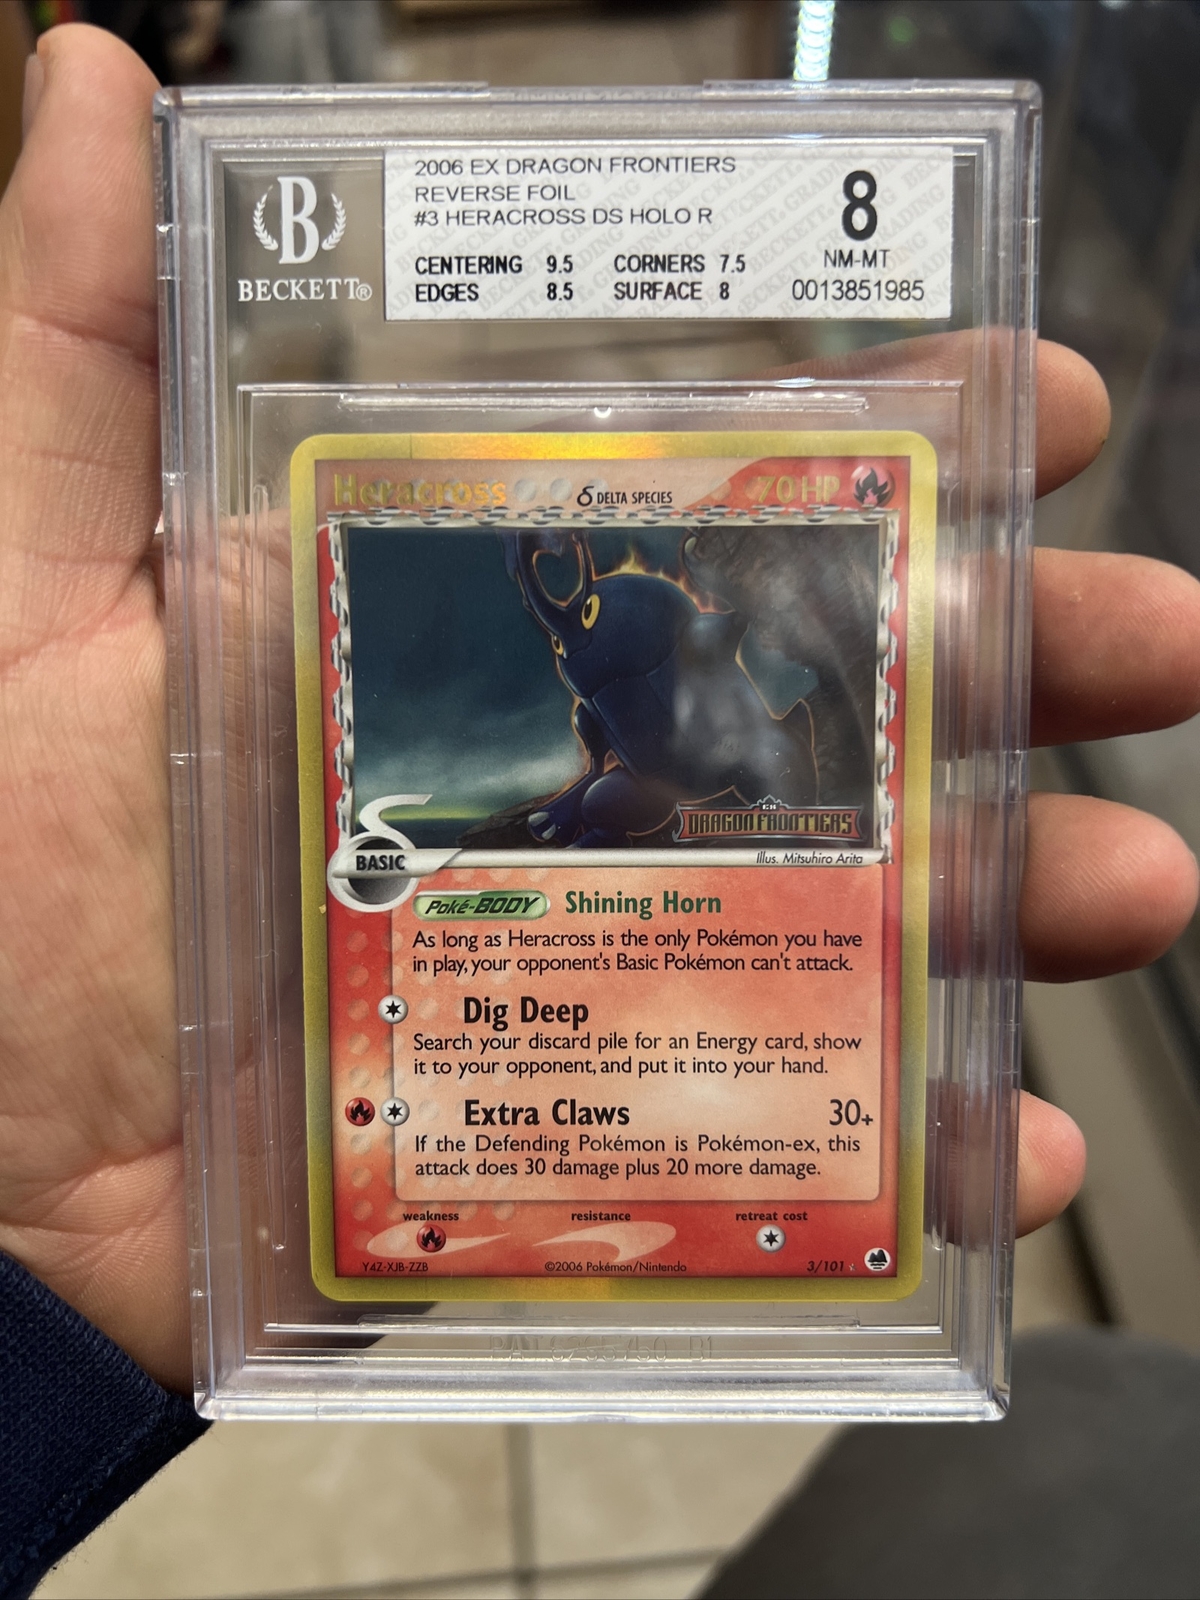 2006 EX DRAGON FRONTIERS
REVERSE FOIL
#3 HERACROSS DS HOLO R
CENTERING 9.5 CORNERS 7.5
EDGES 8.5 SURFACE 8
8
NM-MT
0013851985
B
BECKETT®
Heracross δ DELTA SPECIES 70 HP
EX
DRAGON FRONTIERS
δ
BASIC
Illus. Mitsuhiro Arita
Poké-BODY Shining Horn
As long as Heracross is the only Pokémon you have
in play, your opponent's Basic Pokémon can't attack.
Dig Deep
Search your discard pile for an Energy card, show
it to your opponent, and put it into your hand.
Extra Claws 30+
If the Defending Pokémon is Pokémon-ex, this
attack does 30 damage plus 20 more damage.
weakness resistance retreat cost
Y4Z-XJB-ZZB ©2006 Pokémon/Nintendo 3/101 ★